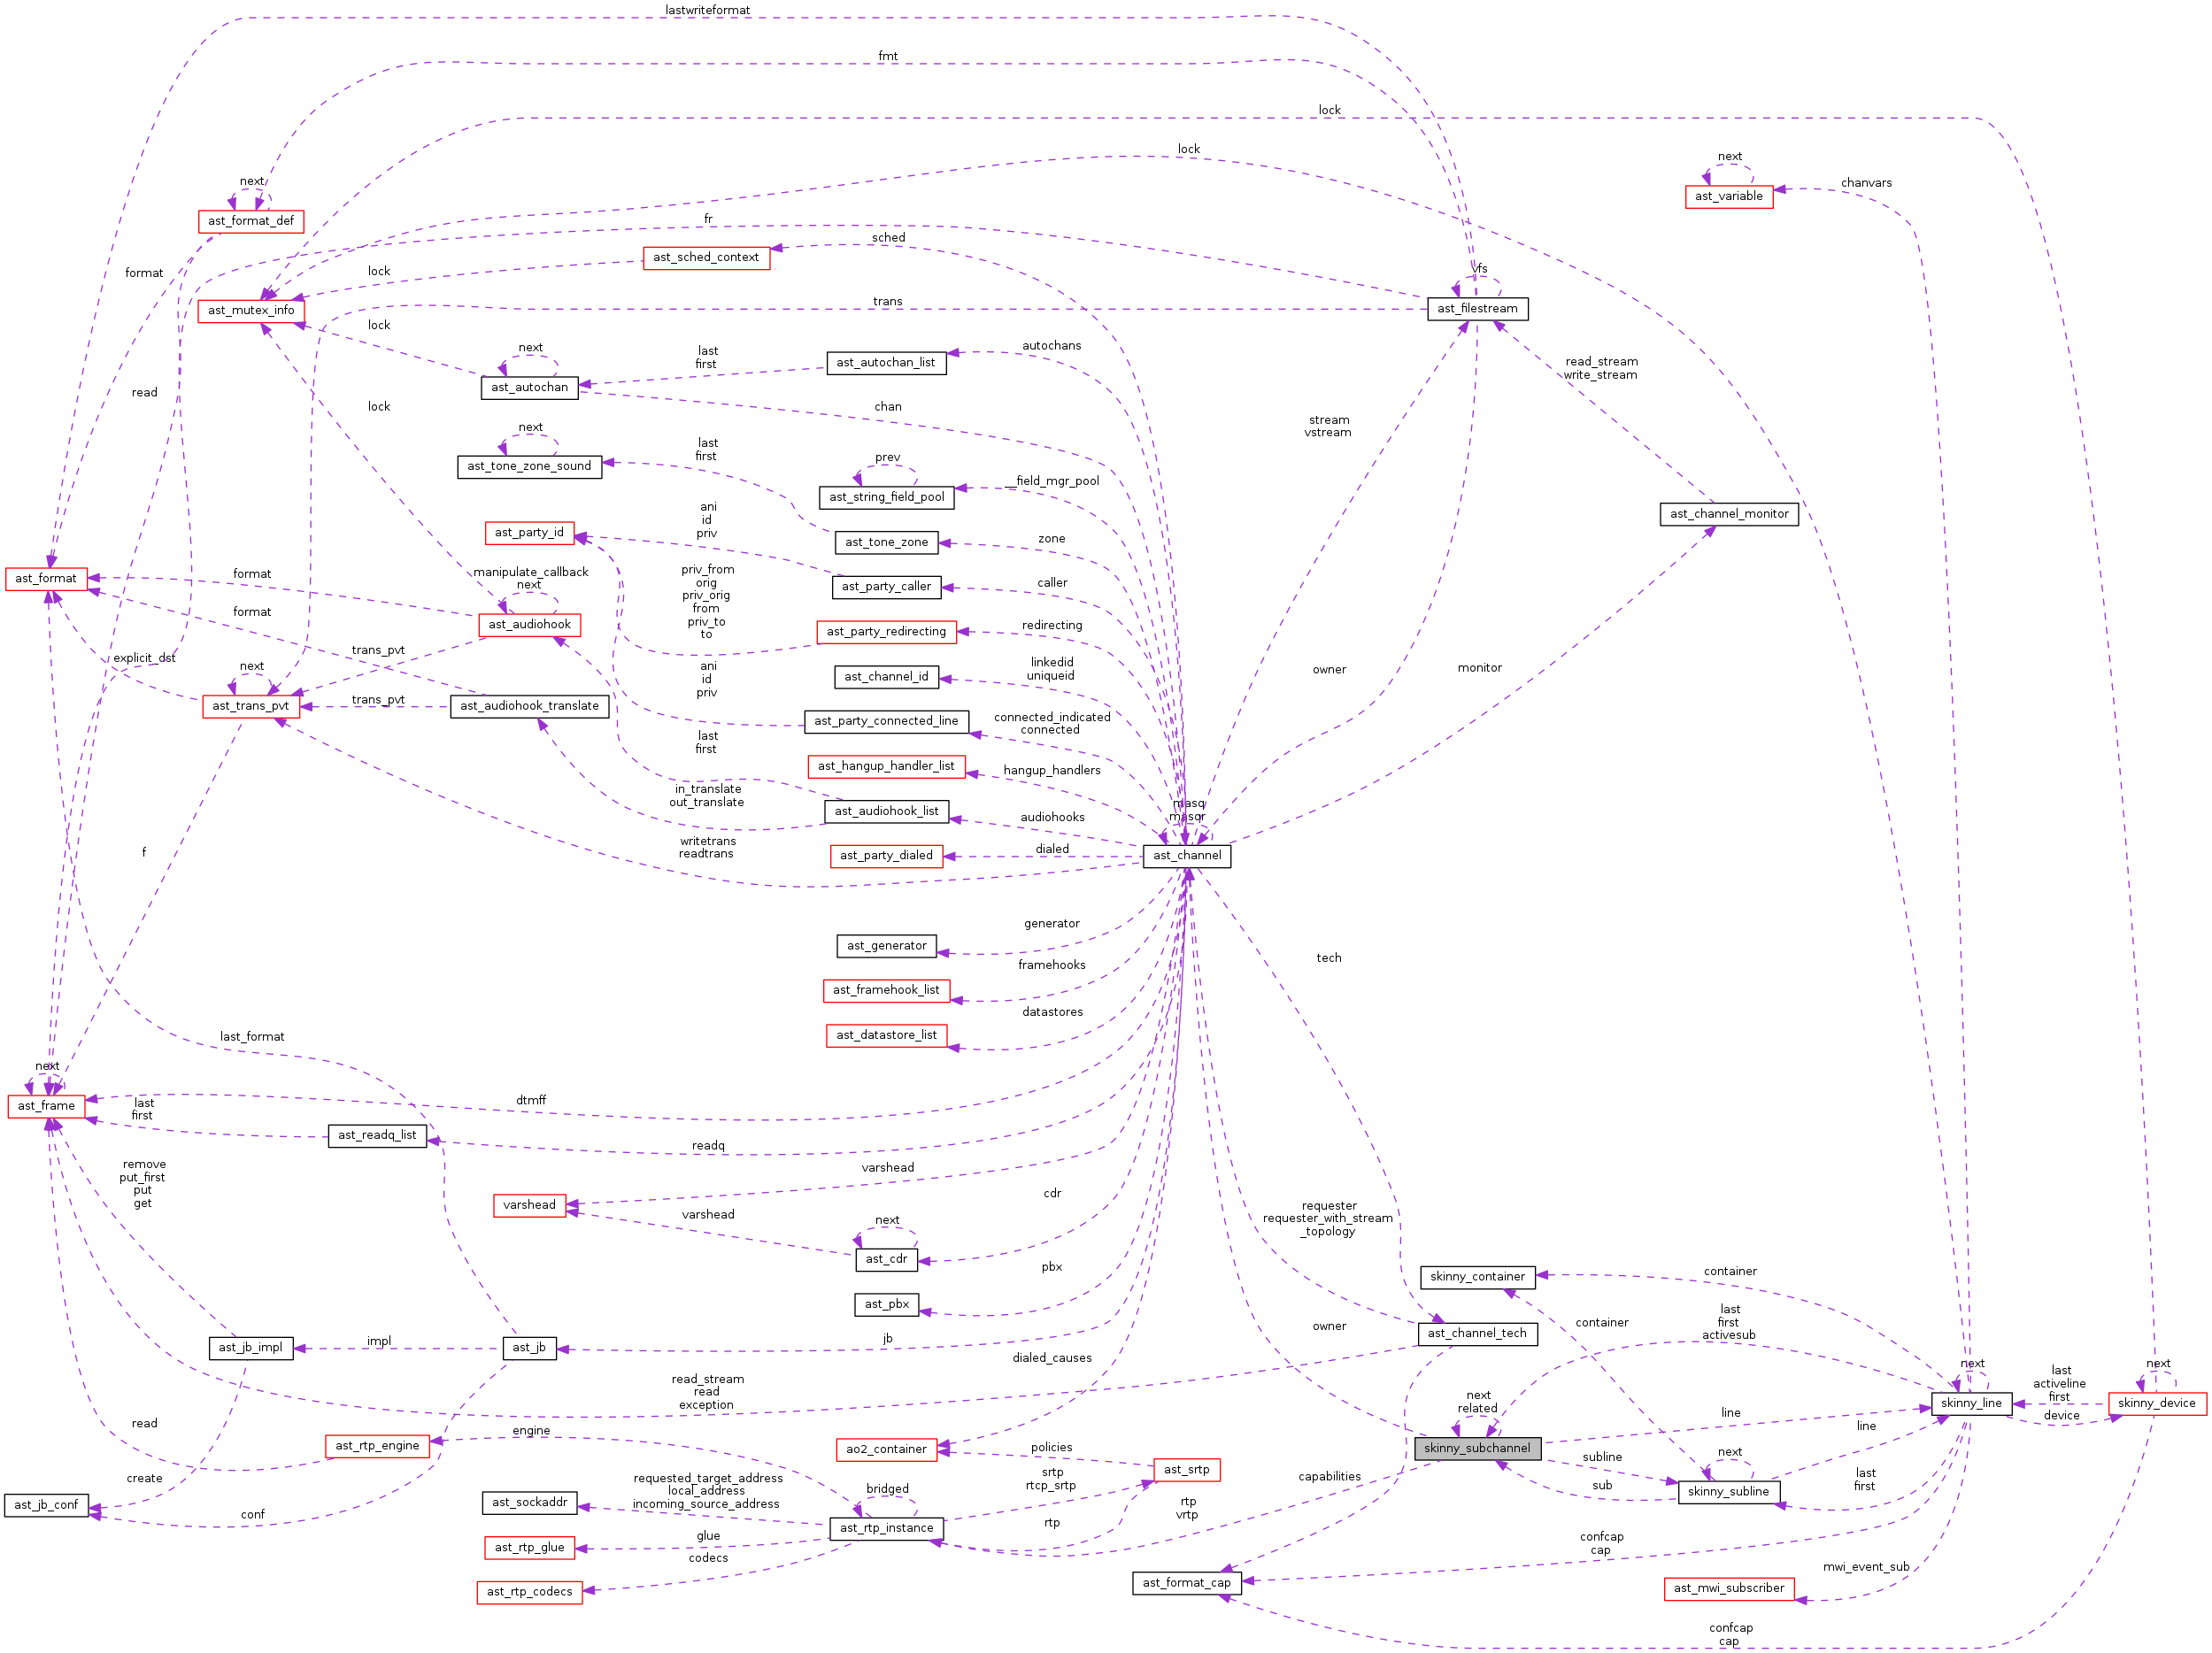 lastwriteformat
fmt
lock
lock
next
ast_variable
chanvars
next
ast_format_def
fr
sched
ast_sched_context
lock
format
vfs
ast_filestream
trans
ast_mutex_info
lock
next
ast_autochan
last
first
ast_autochan_list
autochans
read_stream
write_stream
read
lock
chan
stream
vstream
next
ast_tone_zone_sound
last
first
prev
ast_string_field_pool
__field_mgr_pool
ast_channel_monitor
ani
id
priv
ast_party_id
ast_tone_zone
zone
ast_format
format
manipulate_callback
next
priv_from
orig
priv_orig
from
priv_to
to
ast_party_caller
caller
format
ast_audiohook
ast_party_redirecting
redirecting
explicit_dst
trans_pvt
next
ast_trans_pvt
trans_pvt
ast_audiohook_translate
ani
id
priv
ast_channel_id
linkedid
uniqueid
owner
monitor
ast_party_connected_line
connected_indicated
connected
last
first
ast_hangup_handler_list
hangup_handlers
in_translate
out_translate
ast_audiohook_list
audiohooks
masq
masqr
f
writetrans
readtrans
ast_party_dialed
dialed
ast_channel
ast_generator
generator
tech
ast_framehook_list
framehooks
ast_datastore_list
datastores
last_format
next
ast_frame
last
first
dtmff
ast_readq_list
readq
remove
put_first
put
get
varshead
varshead
varshead
next
ast_cdr
cdr
requester
requester_with_stream
_topology
pbx
ast_pbx
skinny_container
container
container
last
first
activesub
ast_jb_impl
impl
ast_jb
jb
owner
ast_channel_tech
dialed_causes
read_stream
read
exception
next
related
skinny_subchannel
line
line
next
skinny_line
last
activeline
first
device
next
skinny_device
read
ast_rtp_engine
engine
ao2_container
policies
ast_srtp
capabilities
subline
next
skinny_subline
sub
last
first
create
ast_jb_conf
conf
requested_target_address
local_address
incoming_source_address
ast_sockaddr
bridged
ast_rtp_instance
srtp
rtcp_srtp
rtp
rtp
vrtp
glue
ast_rtp_glue
codecs
ast_rtp_codecs
ast_format_cap
confcap
cap
mwi_event_sub
ast_mwi_subscriber
confcap
cap